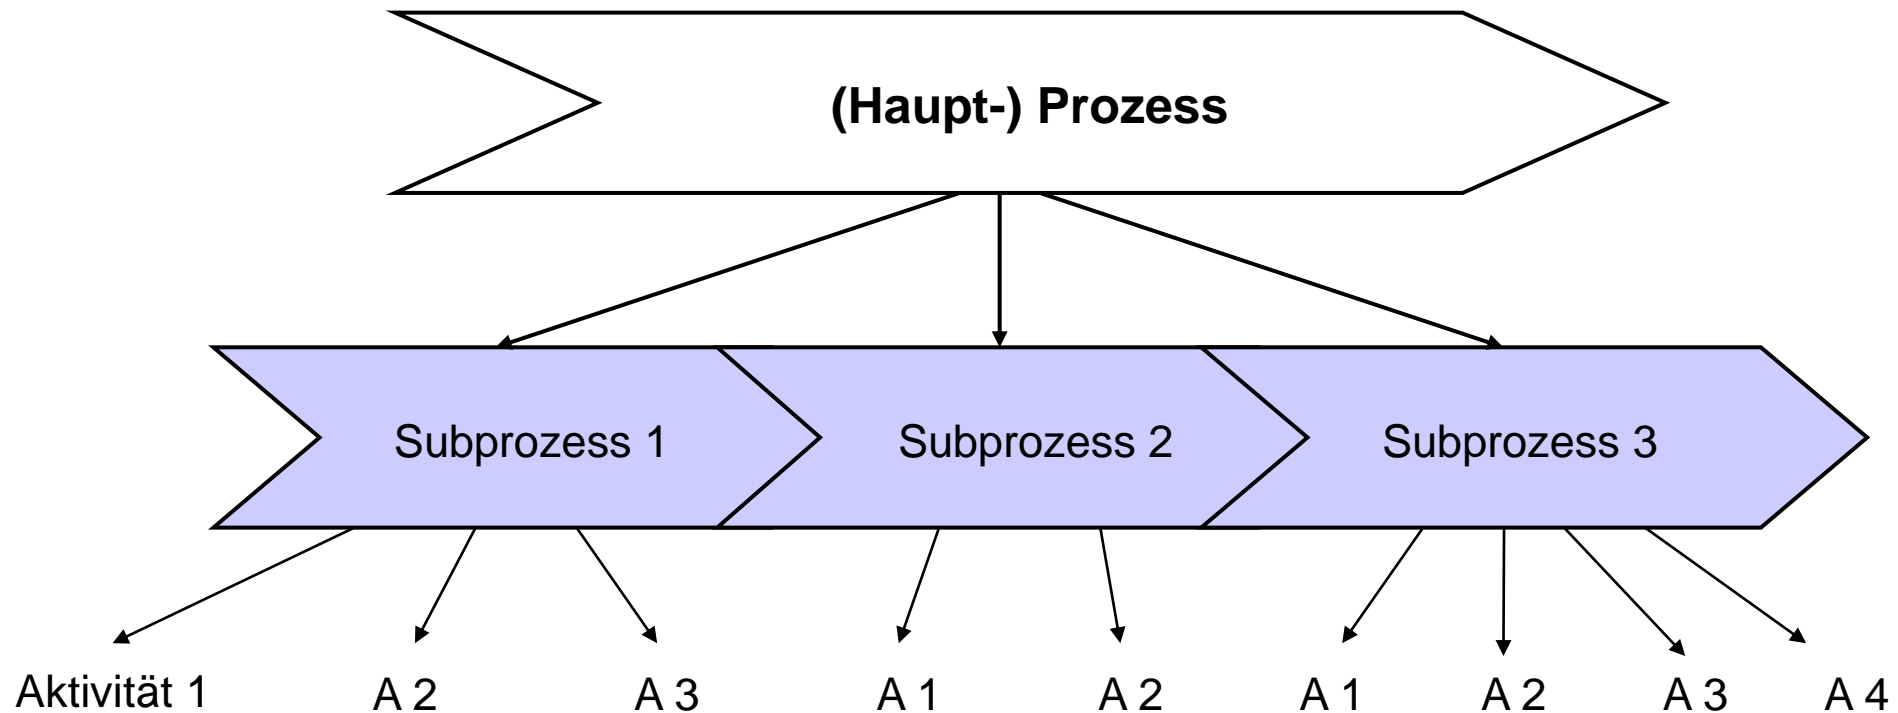 (Haupt-) Prozess
Subprozess 1
Subprozess 2
Subprozess 3
Aktivität 1
A 2
A 3
A 1
A 2
A 1
A 2
A 3
A 4